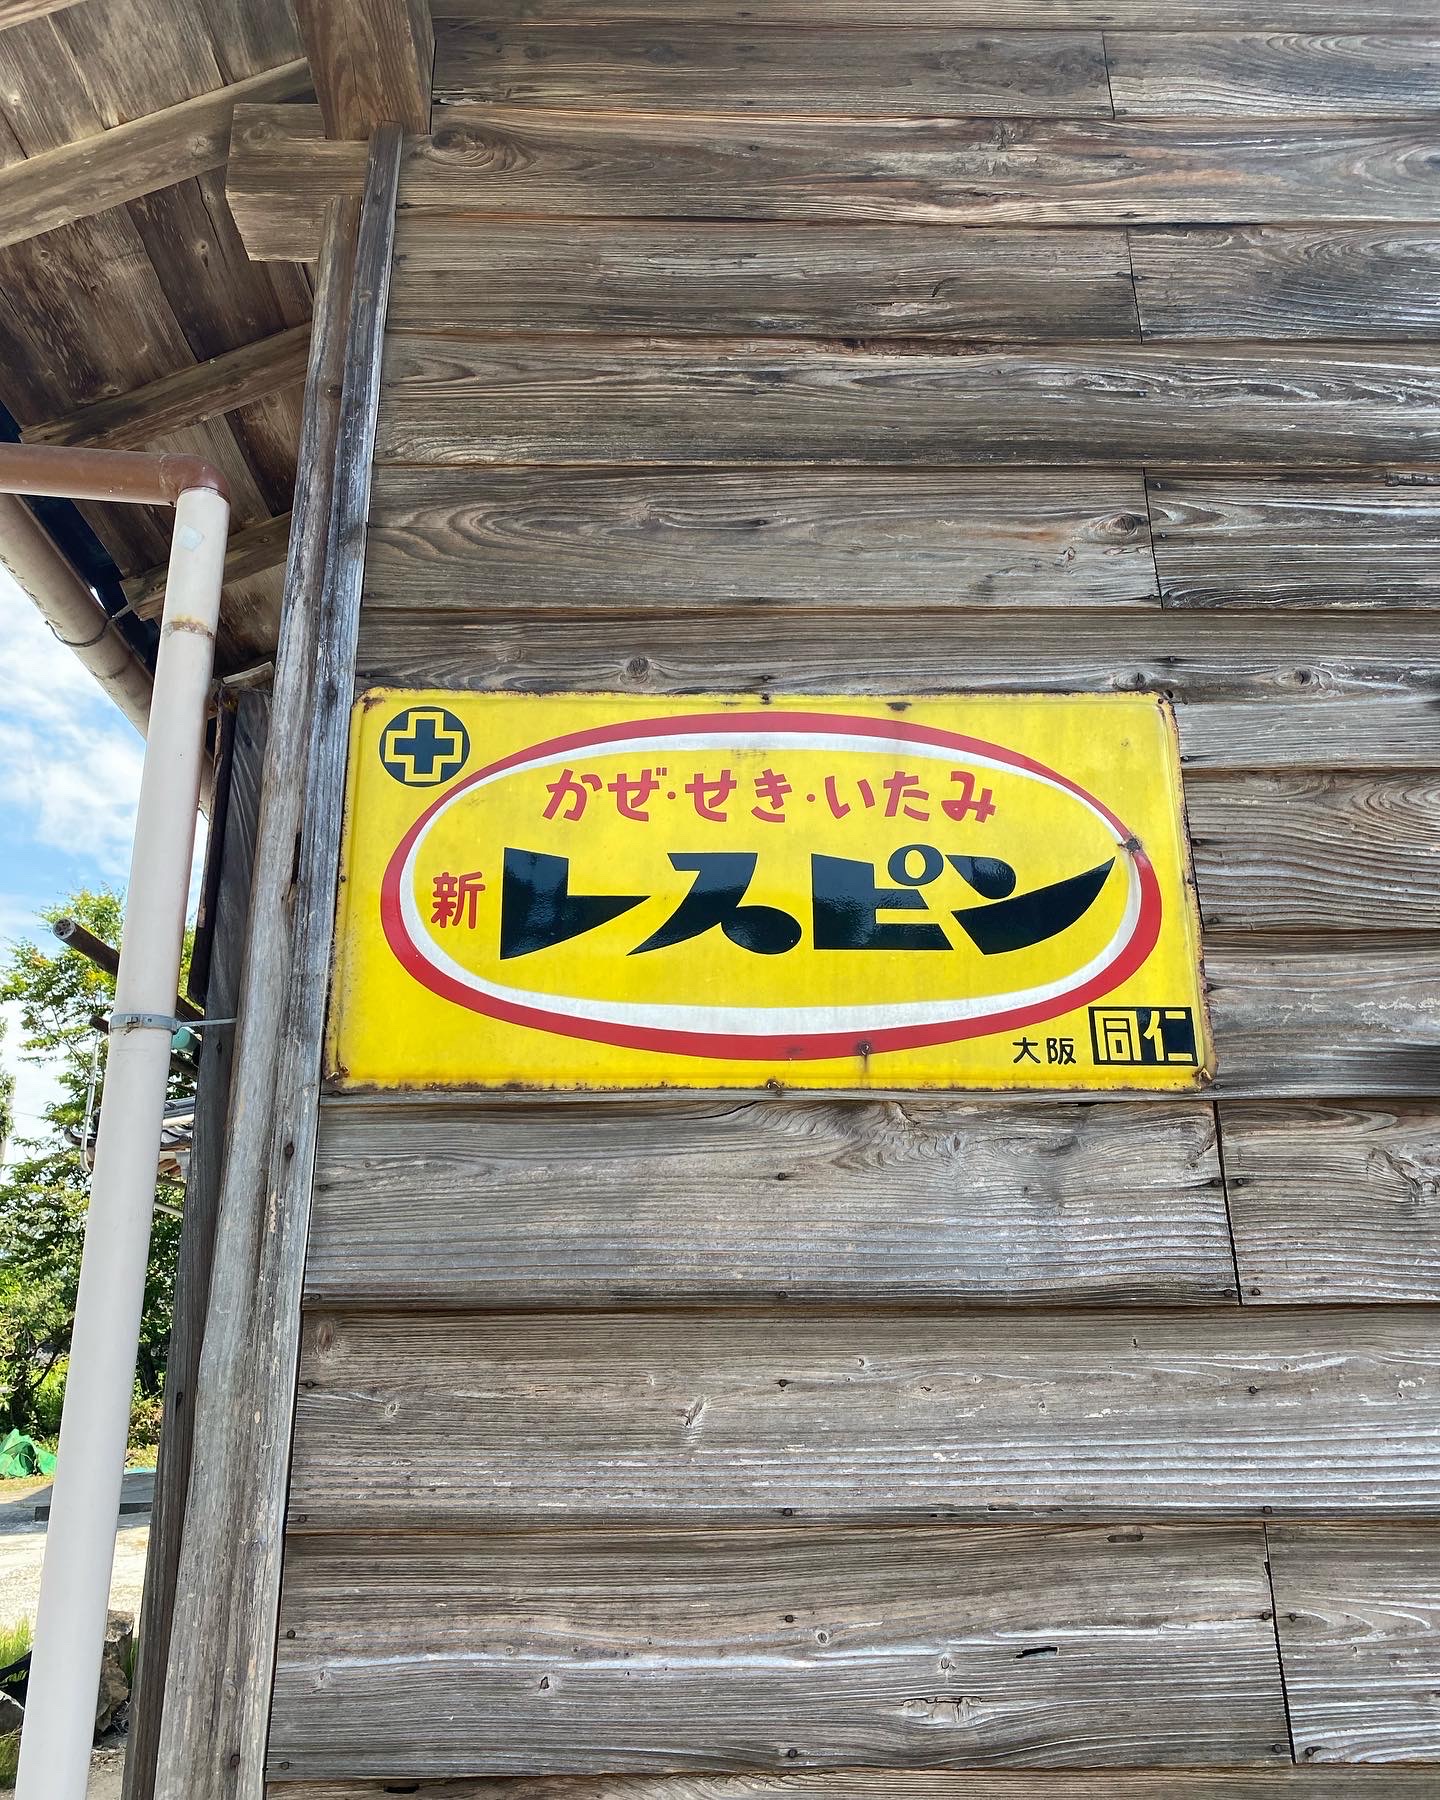 かぜ・せき・いたみ
新レスピン
大阪 同仁